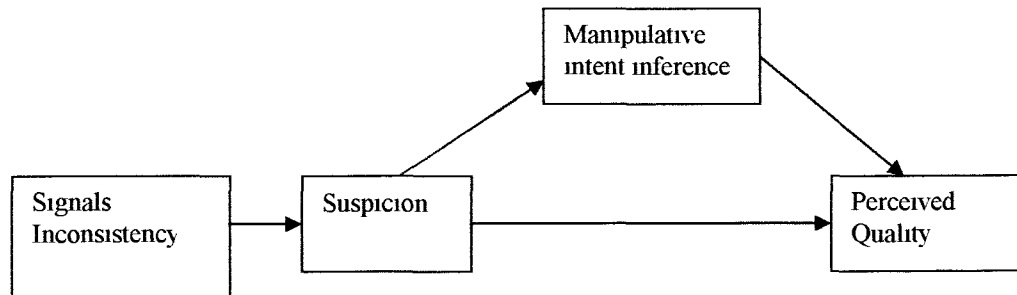 Manipulative
intent inference
Signals
Inconsistency
Suspicion
Perceived
Quality